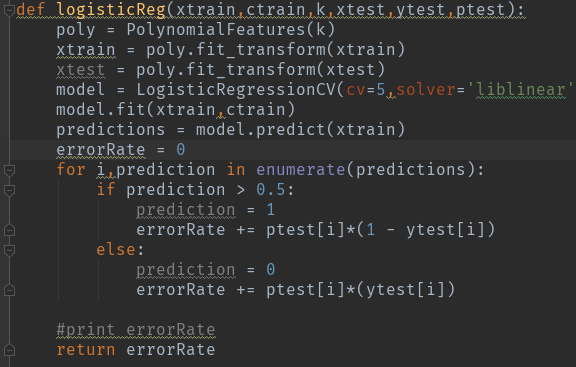 def logisticReg(xtrain,ctrain,k,xtest,ytest,ptest):
    poly = PolynomialFeatures(k)
    xtrain = poly.fit_transform(xtrain)
    xtest = poly.fit_transform(xtest)
    model = LogisticRegressionCV(cv=5,solver='liblinear'
    model.fit(xtrain,ctrain)
    predictions = model.predict(xtrain)
    errorRate = 0
    for i,prediction in enumerate(predictions):
        if prediction > 0.5:
            prediction = 1
            errorRate += ptest[i]*(1 - ytest[i])
        else:
            prediction = 0
            errorRate += ptest[i]*(ytest[i])
    #print errorRate
    return errorRate